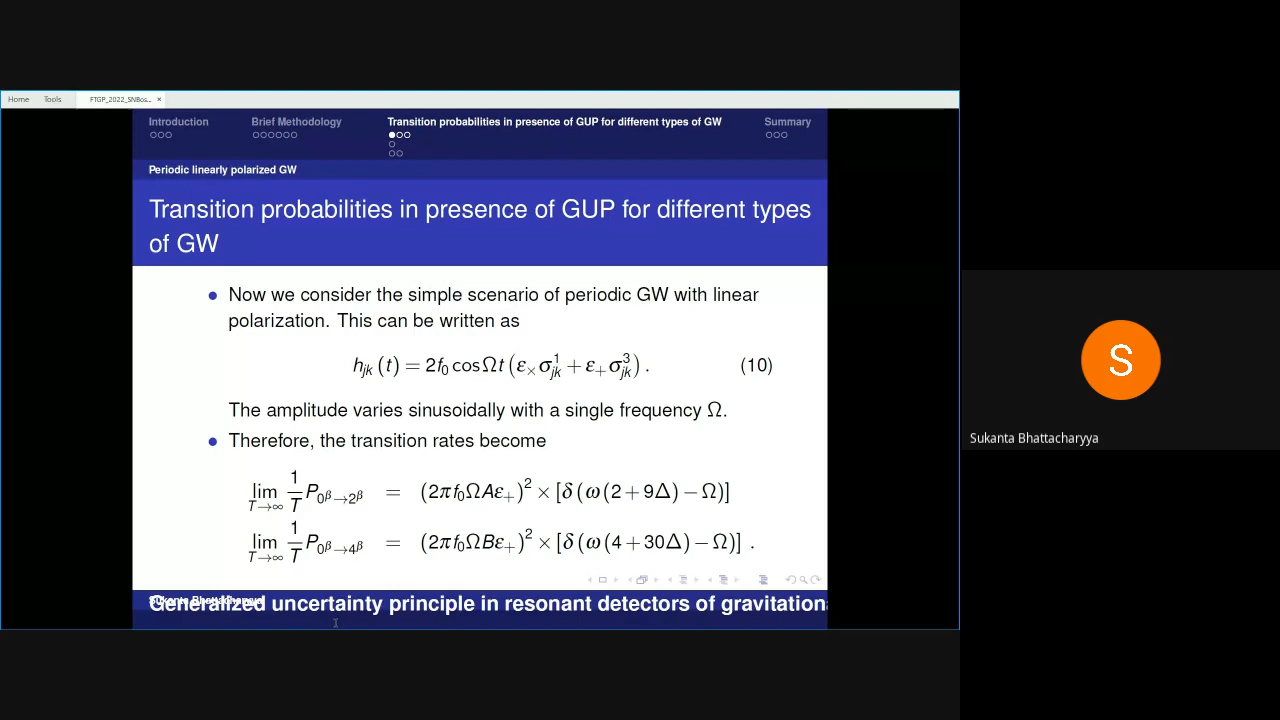 Home Tools FTGP_2022_SNBos... ×
Introduction Brief Methodology Transition probabilities in presence of GUP for different types of GW Summary
Periodic linearly polarized GW
Transition probabilities in presence of GUP for different types
of GW
• Now we consider the simple scenario of periodic GW with linear
polarization. This can be written as
h_{jk}(t) = 2f_0 cosΩt (ε_× σ^1_{jk} + ε_+ σ^3_{jk}) . (10)
The amplitude varies sinusoidally with a single frequency Ω.
• Therefore, the transition rates become
lim_{T→∞} 1/T P_{0^β→2^β} = (2πf_0ΩAε_+)^2 × [δ(ω(2+9Δ)−Ω)]
lim_{T→∞} 1/T P_{0^β→4^β} = (2πf_0ΩBε_+)^2 × [δ(ω(4+30Δ)−Ω)] .
Sukanta Bhattacharyya
Generalized uncertainty principle in resonant detectors of gravitation
S
Sukanta Bhattacharyya